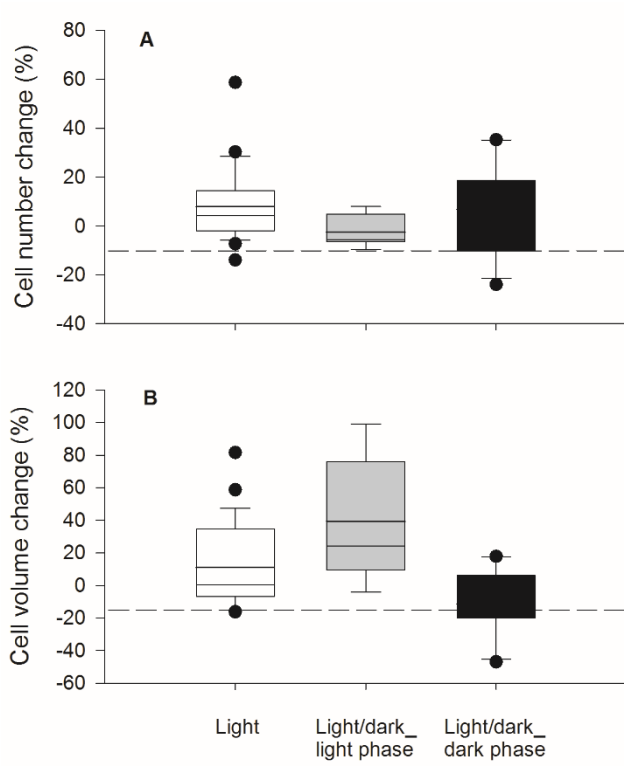 A
Cell number change (%)
80
60
40
20
0
-20
-40
B
Cell volume change (%)
120
100
80
60
40
20
0
-20
-40
-60
Light
Light/dark_
light phase
Light/dark_
dark phase